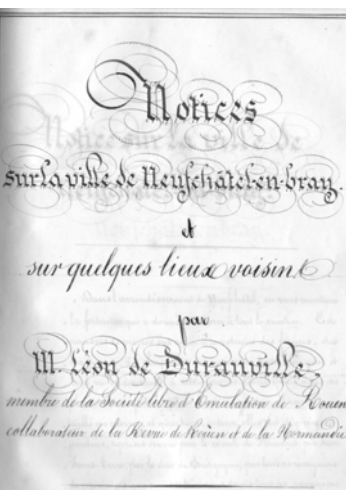 Notices
sur la ville de Neufchâtel-en-bray.
et
sur quelques lieux voisins
par
M. Léon de Duranville.
membre de la Société libre d'Emulation de Rouen
collaborateur de la Revue de Rouen et de la Normandie